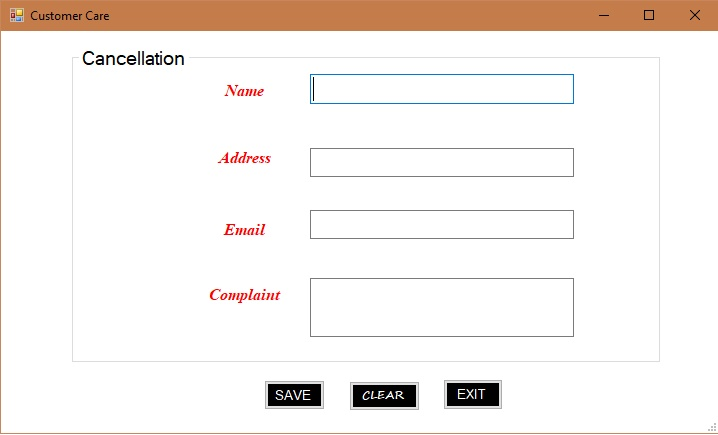 Customer Care
Cancellation
Name
Address
Email
Complaint
SAVE CLEAR EXIT